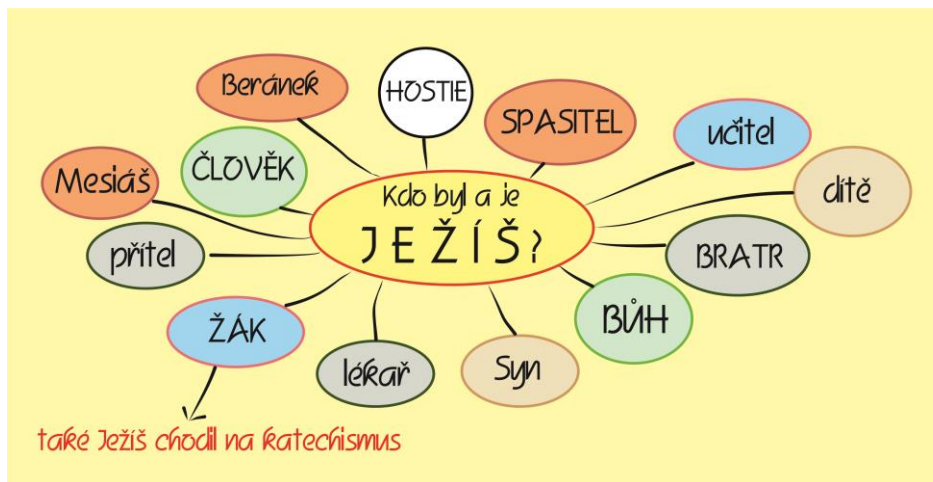 Beránek
HOSTIE
SPASITEL
učitel
ČLOVĚK
Mesiáš
dítě
Kdo byl a je
JEŽÍŠ?
přítel
BRATR
ŽÁK
BŮH
lékař
Syn
také Ježíš chodil na katechismus